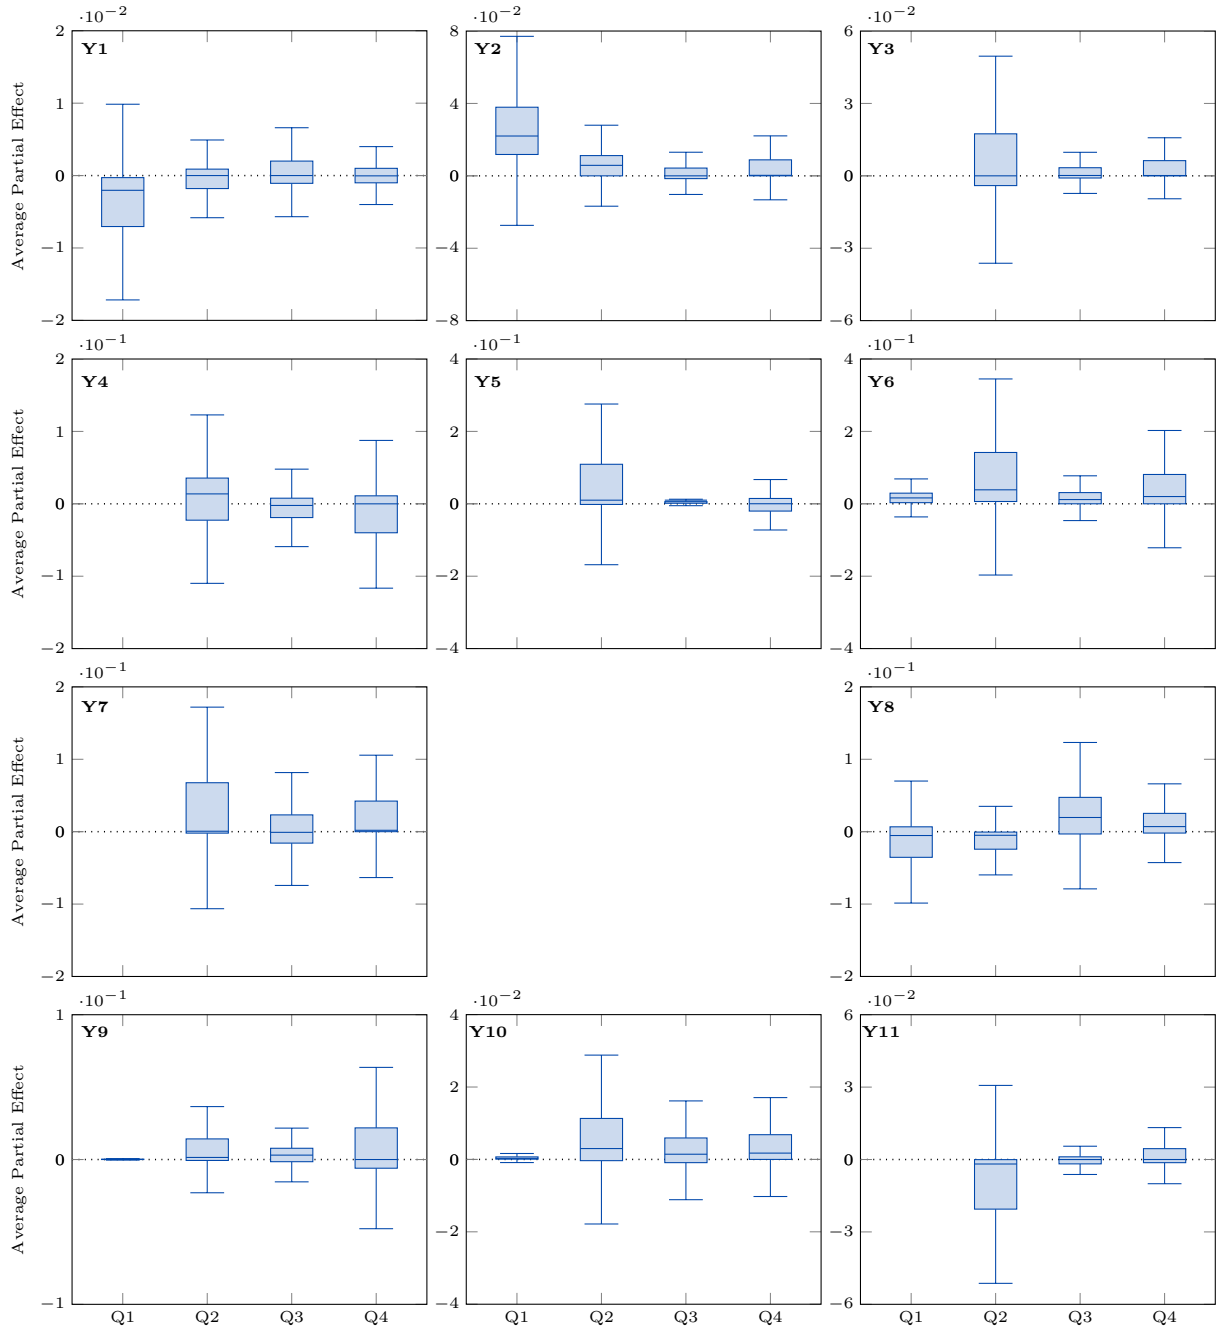 ·10−2 ·10−2 ·10−2
2 8 6
Y1 Y2 Y3
1 4 3
0 0 0
−1 −4 −3
−2 −8 −6
Average Partial Effect
·10−1 ·10−1 ·10−1
2 4 4
Y4 Y5 Y6
1 2 2
0 0 0
−1 −2 −2
−2 −4 −4
Average Partial Effect
·10−1 ·10−1
2 2
Y7 Y8
1 1
0 0
−1 −1
−2 −2
Average Partial Effect
·10−1 ·10−2 ·10−2
1 4 6
Y9 Y10 Y11
2 3
0 0 0
−2 −3
−1 −4 −6
Average Partial Effect
Q1 Q2 Q3 Q4 Q1 Q2 Q3 Q4 Q1 Q2 Q3 Q4